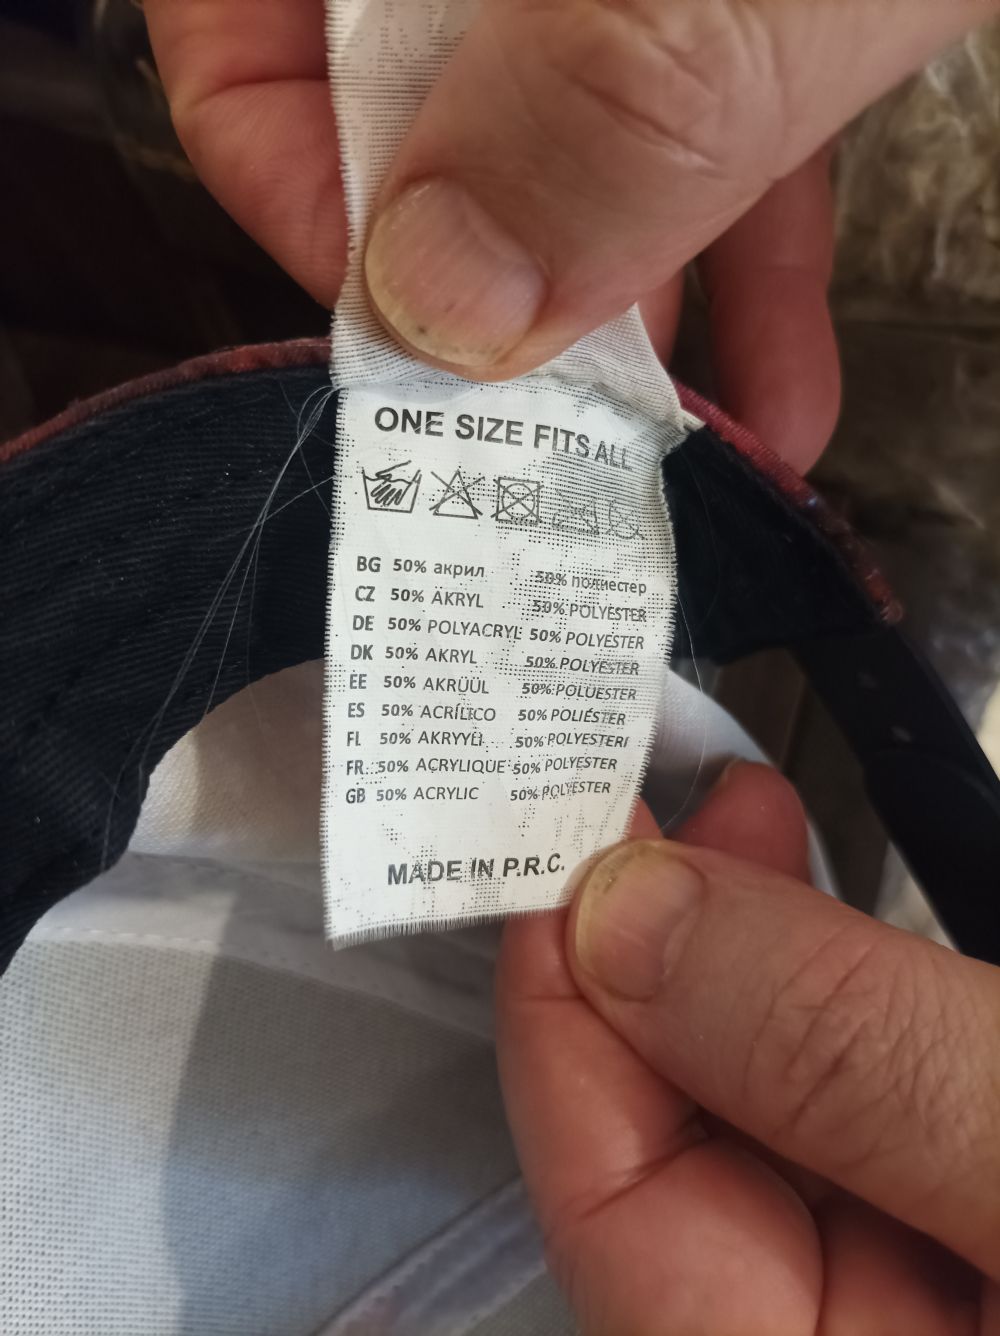 ONE SIZE FITS ALL
BG 50% акрил 50% полиестер
CZ 50% AKRYL 50% POLYESTER
DE 50% POLYACRYL 50% POLYESTER
DK 50% AKRYL 50% POLYESTER
EE 50% AKRÜÜL 50% POLÜESTER
ES 50% ACRÍLICO 50% POLIÉSTER
FL 50% AKRYYLI 50% POLYESTERI
FR 50% ACRYLIQUE 50% POLYESTER
GB 50% ACRYLIC 50% POLYESTER
MADE IN P.R.C.